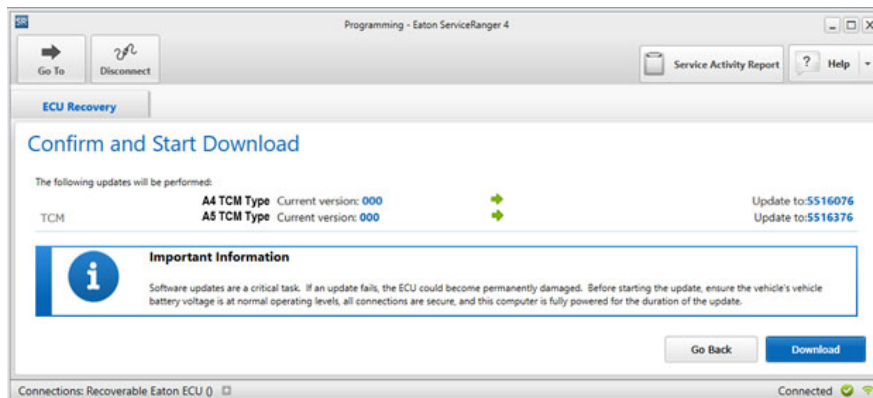 SR
Programming - Eaton ServiceRanger 4
Go To
Disconnect
Service Activity Report
? Help
ECU Recovery
Confirm and Start Download
The following updates will be performed:
A4 TCM Type Current version: 000 Update to:5516076
TCM A5 TCM Type Current version: 000 Update to:5516376
Important Information
Software updates are a critical task. If an update fails, the ECU could become permanently damaged. Before starting the update, ensure the vehicle's vehicle
battery voltage is at normal operating levels, all connections are secure, and this computer is fully powered for the duration of the update.
Go Back
Download
Connections: Recoverable Eaton ECU ()
Connected